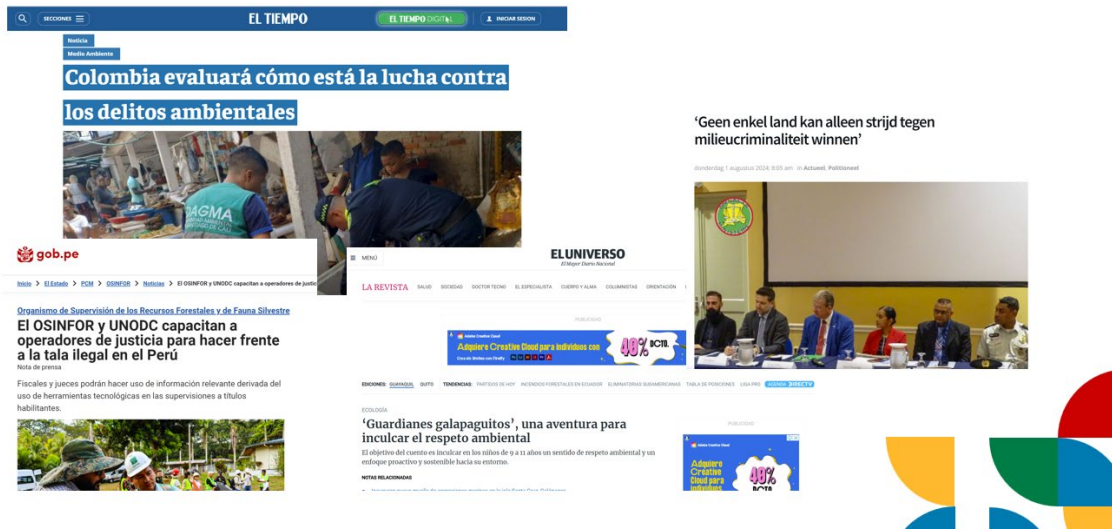 SECCIONES
EL TIEMPO
EL TIEMPO DIGITAL
INICIAR SESION
Noticia
Medio Ambiente
Colombia evaluará cómo está la lucha contra
los delitos ambientales
DAGMA
‘Geen enkel land kan alleen strijd tegen
milieucriminaliteit winnen’
donderdag 1 augustus 2024, 9:05 am in Actueel, Politioneel
gob.pe
Inicio > El Estado > PCM > OSINFOR > Noticias > El OSINFOR y UNODC capacitan a operadores de
Organismo de Supervisión de los Recursos Forestales y de Fauna Silvestre
El OSINFOR y UNODC capacitan a
operadores de justicia para hacer frente
a la tala ilegal en el Perú
Nota de prensa
Fiscales y jueces podrán hacer uso de información relevante derivada del
uso de herramientas tecnológicas en las supervisiones a títulos
habilitantes.
MENÚ
EL UNIVERSO
El Mayor Diario Nacional
LA REVISTA SALUD SOCIEDAD DOCTOR TECNO EL ESPECIALISTA CUERPO Y ALMA COLUMNISTAS ORIENTACIÓN
PUBLICIDAD
Adobe Creative Cloud
Adquiere Creative Cloud para individuos con
40% DCTO.
EDICIONES: GUAYAQUIL QUITO TENDENCIAS: PARTIDOS DE HOY INCENDIOS FORESTALES EN ECUADOR ELIMINATORIAS SUDAMERICANAS TABLA DE POSICIONES LIGA PRO AGENDA DIRECTV
ECOLOGÍA
‘Guardianes galapaguitos’, una aventura para
inculcar el respeto ambiental
El objetivo del cuento es inculcar en los niños de 9 a 11 años un sentido de respeto ambiental y un
enfoque proactivo y sostenible hacia su entorno.
NOTAS RELACIONADAS
PUBLICIDAD
Adobe Creative Cloud
Adquiere
Creative
Cloud para
individuos
40%
DCTO.